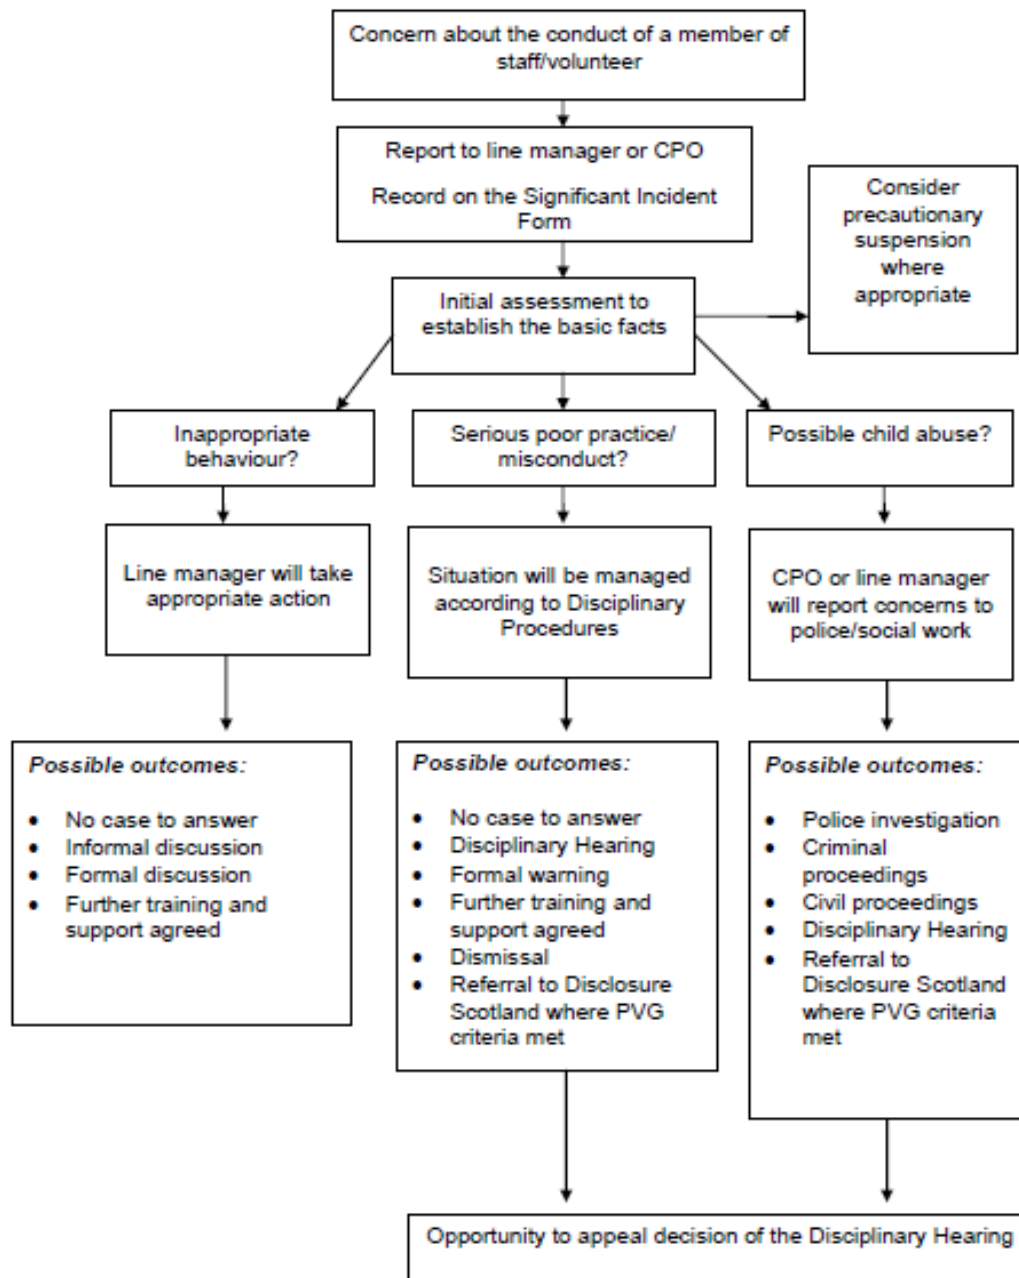 Concern about the conduct of a member of
staff/volunteer
Report to line manager or CPO
Record on the Significant Incident
Form
Consider
precautionary
suspension
where
appropriate
Initial assessment to
establish the basic facts
Inappropriate
behaviour?
Serious poor practice/
misconduct?
Possible child abuse?
Line manager will take
appropriate action
Situation will be managed
according to Disciplinary
Procedures
CPO or line manager
will report concerns to
police/social work
Possible outcomes:
• No case to answer
• Informal discussion
• Formal discussion
• Further training and
support agreed
Possible outcomes:
• No case to answer
• Disciplinary Hearing
• Formal warning
• Further training and
support agreed
• Dismissal
• Referral to Disclosure
Scotland where PVG
criteria met
Possible outcomes:
• Police investigation
• Criminal
proceedings
• Civil proceedings
• Disciplinary Hearing
• Referral to
Disclosure Scotland
where PVG criteria
met
Opportunity to appeal decision of the Disciplinary Hearing